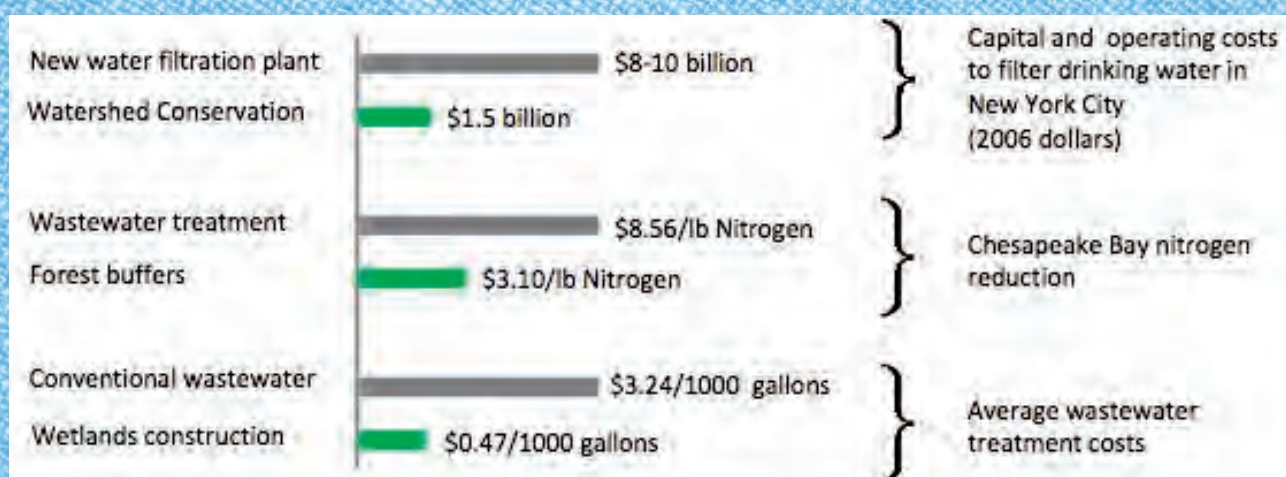 New water filtration plant
$8-10 billion
Watershed Conservation
$1.5 billion
Capital and operating costs
to filter drinking water in
New York City
(2006 dollars)
Wastewater treatment
$8.56/lb Nitrogen
Forest buffers
$3.10/lb Nitrogen
Chesapeake Bay nitrogen
reduction
Conventional wastewater
$3.24/1000 gallons
Wetlands construction
$0.47/1000 gallons
Average wastewater
treatment costs